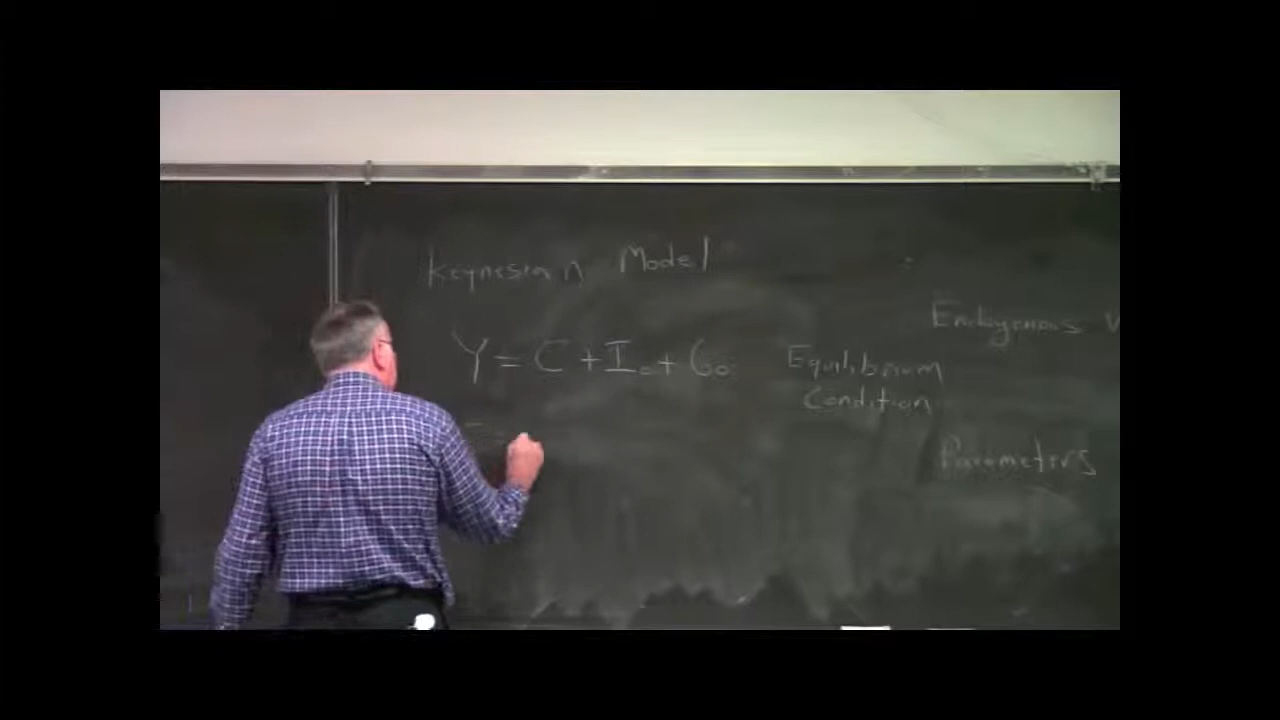 Keynesian Model
Endogenous V
Y = C + I₀ + G₀
Equilibrium
Condition
Parameters